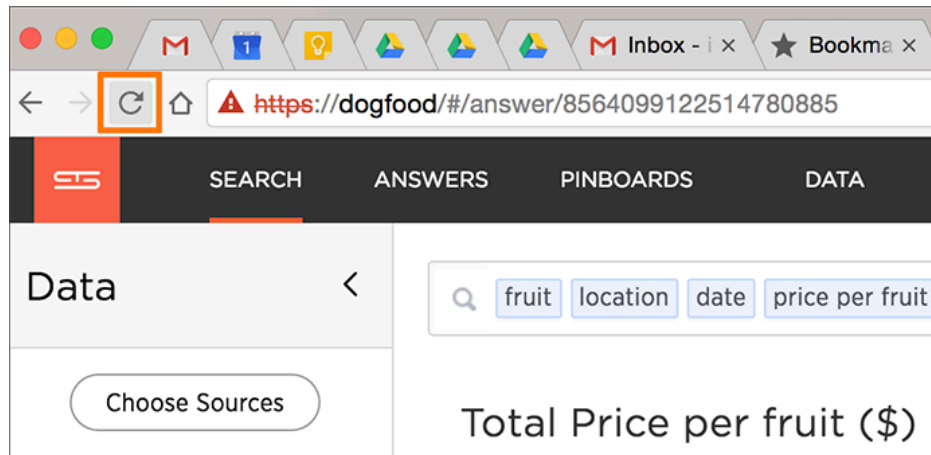 1 Inbox - i Bookma
https://dogfood/#/answer/8564099122514780885
SEARCH ANSWERS PINBOARDS DATA
Data
fruit location date price per fruit
Choose Sources
Total Price per fruit ($)